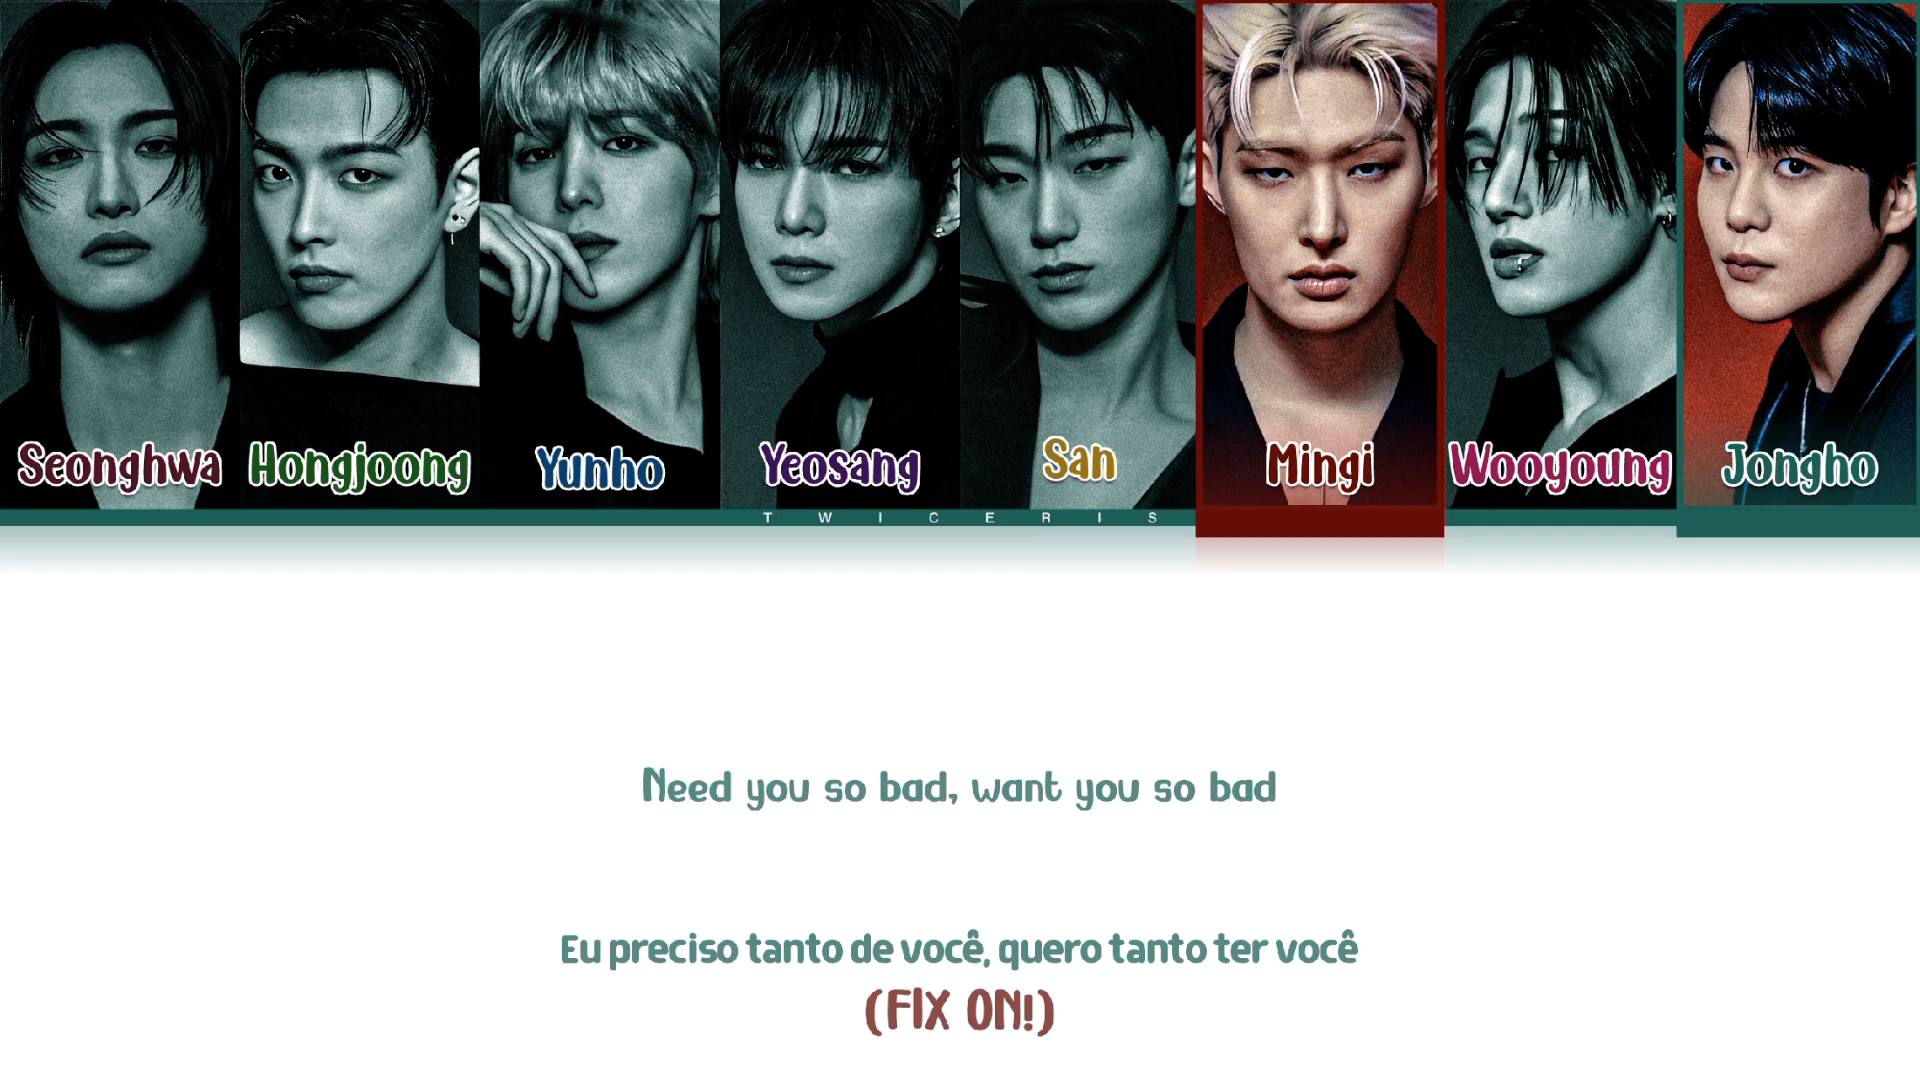 Seonghwa Hongjoong Yunho Yeosang San Mingi Wooyoung Jongho
TWICERIS
Need you so bad, want you so bad
Eu preciso tanto de você, quero tanto ter você
(FIX ON!)